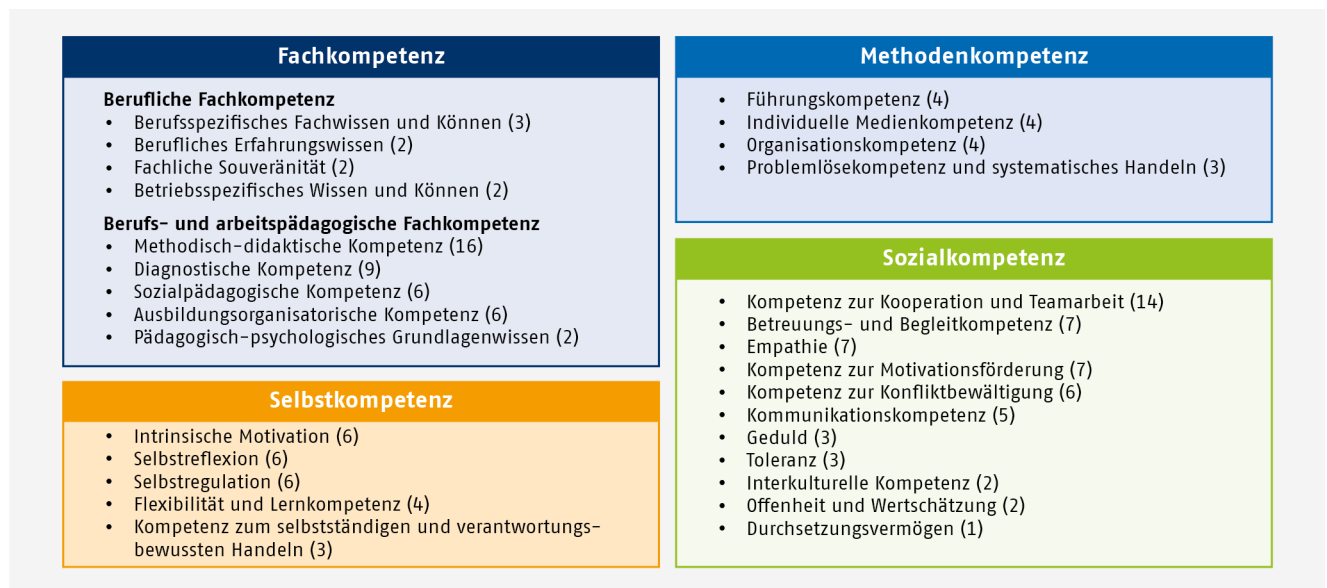 Fachkompetenz
Berufliche Fachkompetenz
• Berufsspezifisches Fachwissen und Können (3)
• Berufliches Erfahrungswissen (2)
• Fachliche Souveränität (2)
• Betriebsspezifisches Wissen und Können (2)
Berufs- und arbeitspädagogische Fachkompetenz
• Methodisch-didaktische Kompetenz (16)
• Diagnostische Kompetenz (9)
• Sozialpädagogische Kompetenz (6)
• Ausbildungsorganisatorische Kompetenz (6)
• Pädagogisch-psychologisches Grundlagenwissen (2)
Methodenkompetenz
• Führungskompetenz (4)
• Individuelle Medienkompetenz (4)
• Organisationskompetenz (4)
• Problemlösekompetenz und systematisches Handeln (3)
Selbstkompetenz
• Intrinsische Motivation (6)
• Selbstreflexion (6)
• Selbstregulation (6)
• Flexibilität und Lernkompetenz (4)
• Kompetenz zum selbstständigen und verantwortungs-
bewussten Handeln (3)
Sozialkompetenz
• Kompetenz zur Kooperation und Teamarbeit (14)
• Betreuungs- und Begleitkompetenz (7)
• Empathie (7)
• Kompetenz zur Motivationsförderung (7)
• Kompetenz zur Konfliktbewältigung (6)
• Kommunikationskompetenz (5)
• Geduld (3)
• Toleranz (3)
• Interkulturelle Kompetenz (2)
• Offenheit und Wertschätzung (2)
• Durchsetzungsvermögen (1)